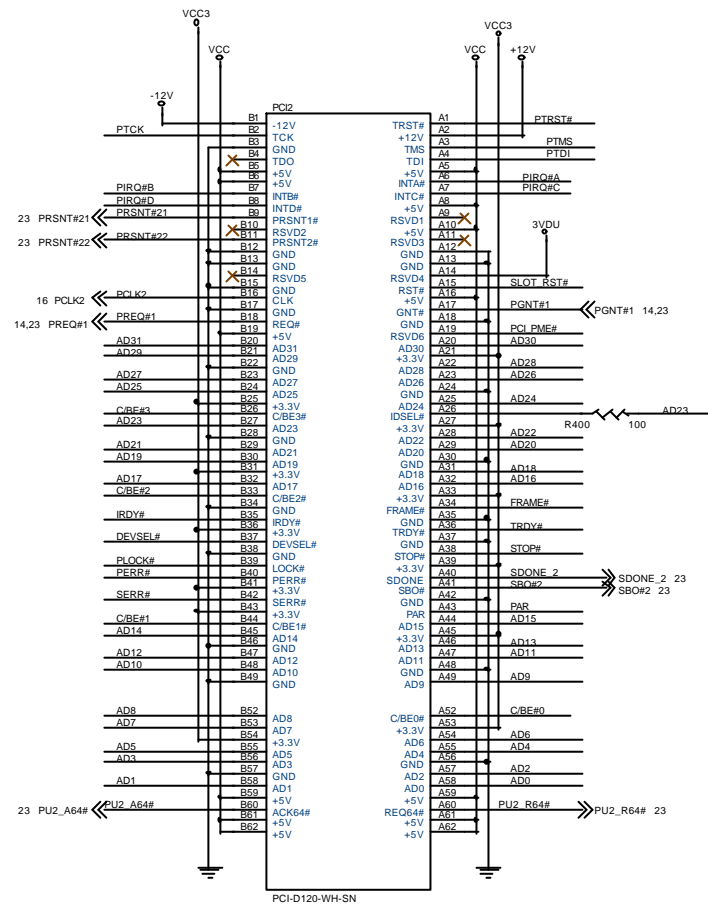 VCC3 VCC3
VCC VCC +12V
-12V
PCI2
B1 -12V TRST# A1 PTRST#
PTCK B2 TCK +12V A2
B3 GND TMS A3 PTMS
B4 TDO TDI A4 PTDI
B5 +5V +5V A5
B6 +5V INTA# A6 PIRQ#A
PIRQ#B B7 INTB# INTC# A7 PIRQ#C
PIRQ#D B8 INTD# +5V A8
23 PRSNT#21 PRSNT#21 B9 PRSNT1# RSVD1 A9
B10 RSVD2 +5V A10
23 PRSNT#22 PRSNT#22 B11 PRSNT2# RSVD3 A11
3VDU
B12 GND GND A12
B13 GND GND A13
B14 RSVD5 RSVD4 A14
B15 GND RST# A15 SLOT_RST#
16 PCLK2 PCLK2 B16 CLK +5V A16
B17 GND GNT# A17 PGNT#1 PGNT#1 14,23
14,23 PREQ#1 PREQ#1 B18 REQ# GND A18
B19 +5V RSVD6 A19 PCI_PME#
AD31 B20 AD31 AD30 A20 AD30
AD29 B21 AD29 +3.3V A21
B22 GND AD28 A22 AD28
AD27 B23 AD27 AD26 A23 AD26
AD25 B24 AD25 GND A24
B25 +3.3V AD24 A25 AD24
C/BE#3 B26 C/BE3# IDSEL# A26 R400 100 AD23
AD23 B27 AD23 +3.3V A27
B28 GND AD22 A28 AD22
AD21 B29 AD21 AD20 A29 AD20
AD19 B30 AD19 GND A30
B31 +3.3V AD18 A31 AD18
AD17 B32 AD17 AD16 A32 AD16
C/BE#2 B33 C/BE2# +3.3V A33
B34 GND FRAME# A34 FRAME#
IRDY# B35 IRDY# GND A35
B36 +3.3V TRDY# A36 TRDY#
DEVSEL# B37 DEVSEL# GND A37
B38 GND STOP# A38 STOP#
PLOCK# B39 LOCK# +3.3V A39
PERR# B40 PERR# SDONE A40 SDONE_2 SDONE_2 23
B41 +3.3V SBO# A41 SBO#2 SBO#2 23
SERR# B42 SERR# GND A42
B43 +3.3V PAR A43 PAR
C/BE#1 B44 C/BE1# AD15 A44 AD15
AD14 B45 AD14 +3.3V A45
B46 GND AD13 A46 AD13
AD12 B47 AD12 AD11 A47 AD11
AD10 B48 AD10 GND A48
B49 GND AD9 A49 AD9
AD8 B52 AD8 C/BE0# A52 C/BE#0
AD7 B53 AD7 +3.3V A53
B54 +3.3V AD6 A54 AD6
AD5 B55 AD5 AD4 A55 AD4
AD3 B56 AD3 GND A56
B57 GND AD2 A57 AD2
AD1 B58 AD1 AD0 A58 AD0
B59 +5V +5V A59
23 PU2_A64# PU2_A64# B60 ACK64# REQ64# A60 PU2_R64# PU2_R64# 23
B61 +5V +5V A61
B62 +5V +5V A62
PCI-D120-WH-SN